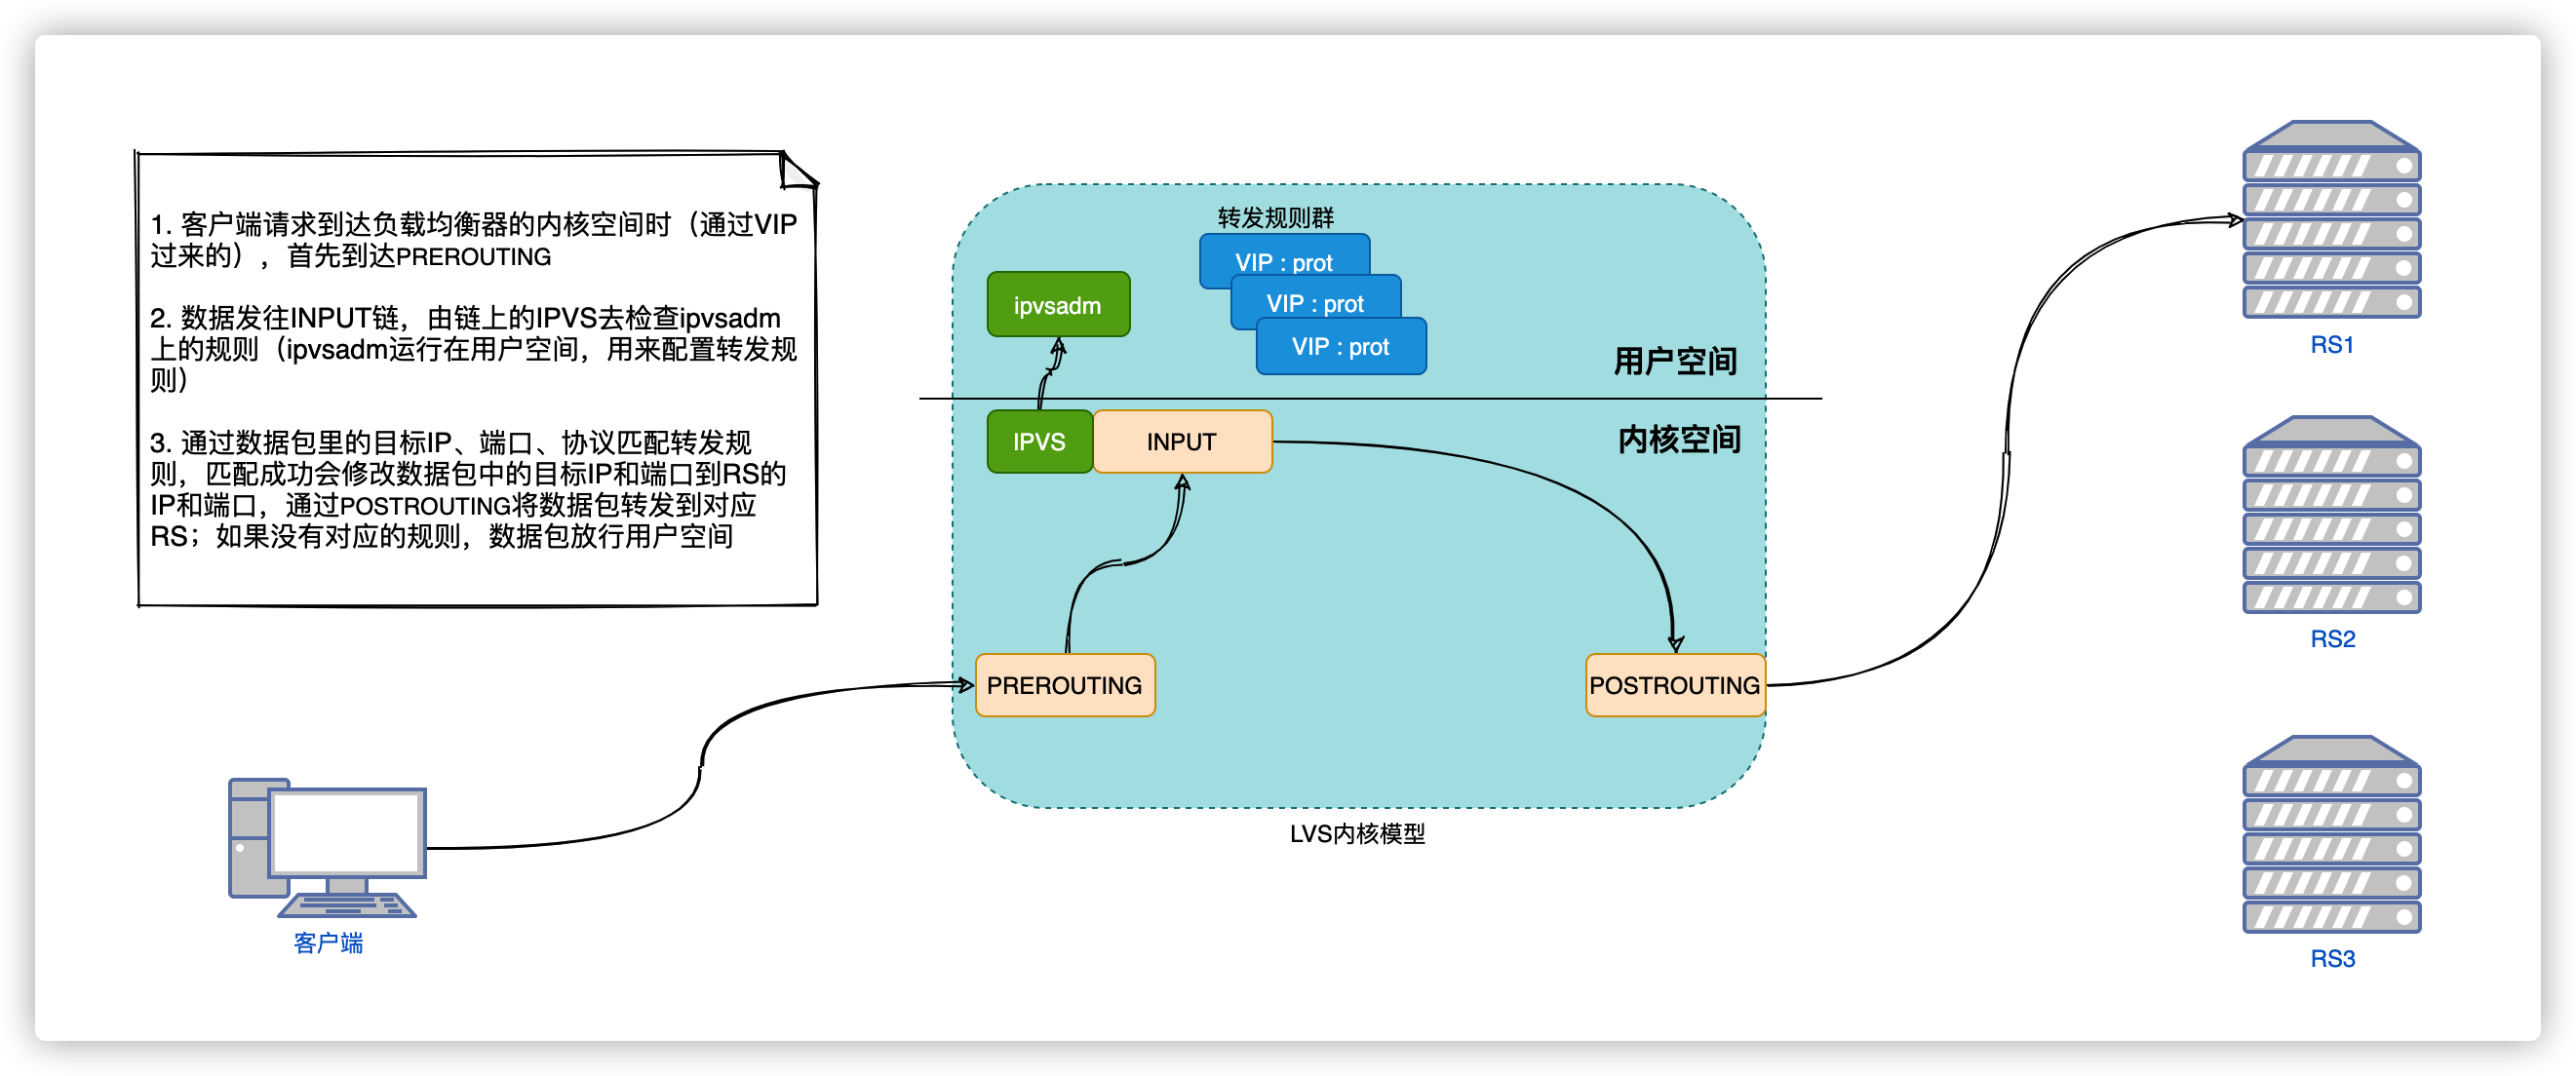 1. 客户端请求到达负载均衡器的内核空间时（通过VIP
过来的），首先到达PREROUTING
2. 数据发往INPUT链，由链上的IPVS去检查ipvsadm
上的规则（ipvsadm运行在用户空间，用来配置转发规
则）
3. 通过数据包里的目标IP、端口、协议匹配转发规
则，匹配成功会修改数据包中的目标IP和端口到RS的
IP和端口，通过POSTROUTING将数据包转发到对应
RS；如果没有对应的规则，数据包放行用户空间
客户端
转发规则群
VIP : prot
VIP : prot
VIP : prot
ipvsadm
用户空间
内核空间
IPVS
INPUT
PREROUTING
POSTROUTING
LVS内核模型
RS1
RS2
RS3